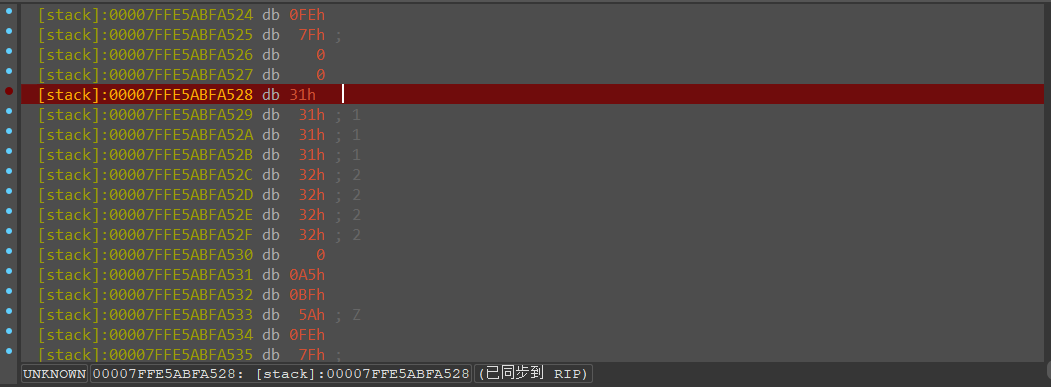 [stack]:00007FFE5ABFA524 db 0FEh
[stack]:00007FFE5ABFA525 db  7Fh ;
[stack]:00007FFE5ABFA526 db    0
[stack]:00007FFE5ABFA527 db    0
[stack]:00007FFE5ABFA528 db 31h
[stack]:00007FFE5ABFA529 db  31h ; 1
[stack]:00007FFE5ABFA52A db  31h ; 1
[stack]:00007FFE5ABFA52B db  31h ; 1
[stack]:00007FFE5ABFA52C db  32h ; 2
[stack]:00007FFE5ABFA52D db  32h ; 2
[stack]:00007FFE5ABFA52E db  32h ; 2
[stack]:00007FFE5ABFA52F db  32h ; 2
[stack]:00007FFE5ABFA530 db    0
[stack]:00007FFE5ABFA531 db 0A5h
[stack]:00007FFE5ABFA532 db 0BFh
[stack]:00007FFE5ABFA533 db  5Ah ; Z
[stack]:00007FFE5ABFA534 db 0FEh
[stack]:00007FFE5ABFA535 db  7Fh ;
UNKNOWN 00007FFE5ABFA528: [stack]:00007FFE5ABFA528 (已同步到 RIP)